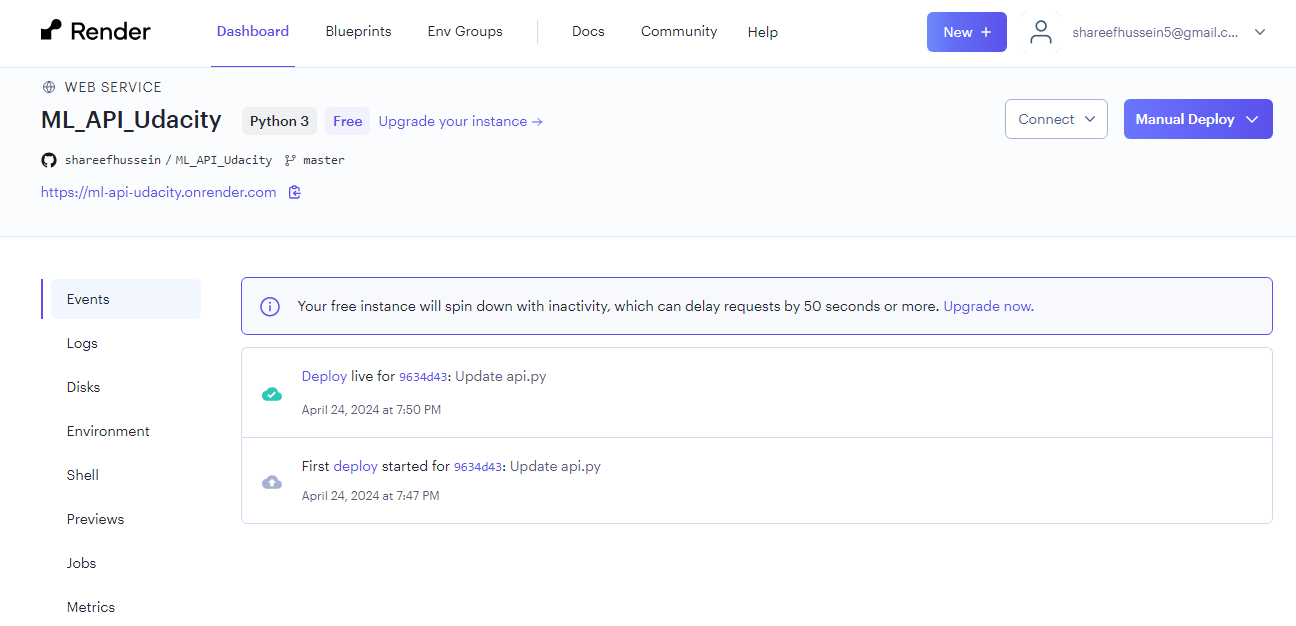 Render Dashboard Blueprints Env Groups Docs Community Help New + shareefhussein5@gmail.c...
WEB SERVICE
ML_API_Udacity Python 3 Free Upgrade your instance → Connect Manual Deploy
shareefhussein / ML_API_Udacity master
https://ml-api-udacity.onrender.com
Events
Logs
Disks
Environment
Shell
Previews
Jobs
Metrics
Your free instance will spin down with inactivity, which can delay requests by 50 seconds or more. Upgrade now.
Deploy live for 9634d43: Update api.py
April 24, 2024 at 7:50 PM
First deploy started for 9634d43: Update api.py
April 24, 2024 at 7:47 PM